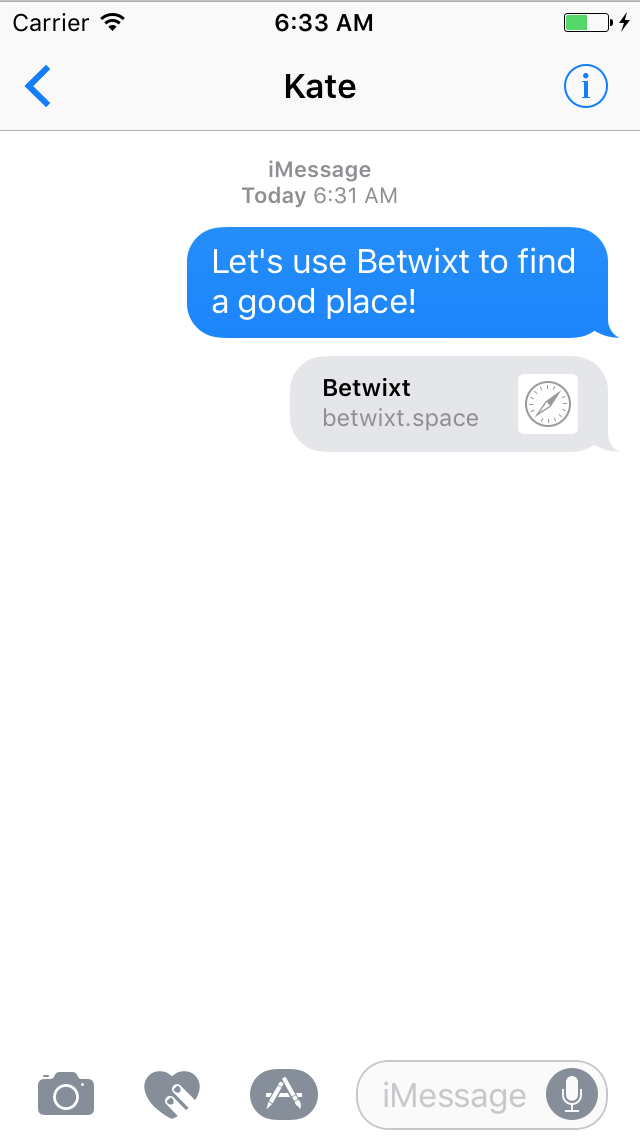 Carrier 6:33 AM
Kate
iMessage
Today 6:31 AM
Let's use Betwixt to find
a good place!
Betwixt
betwixt.space
iMessage